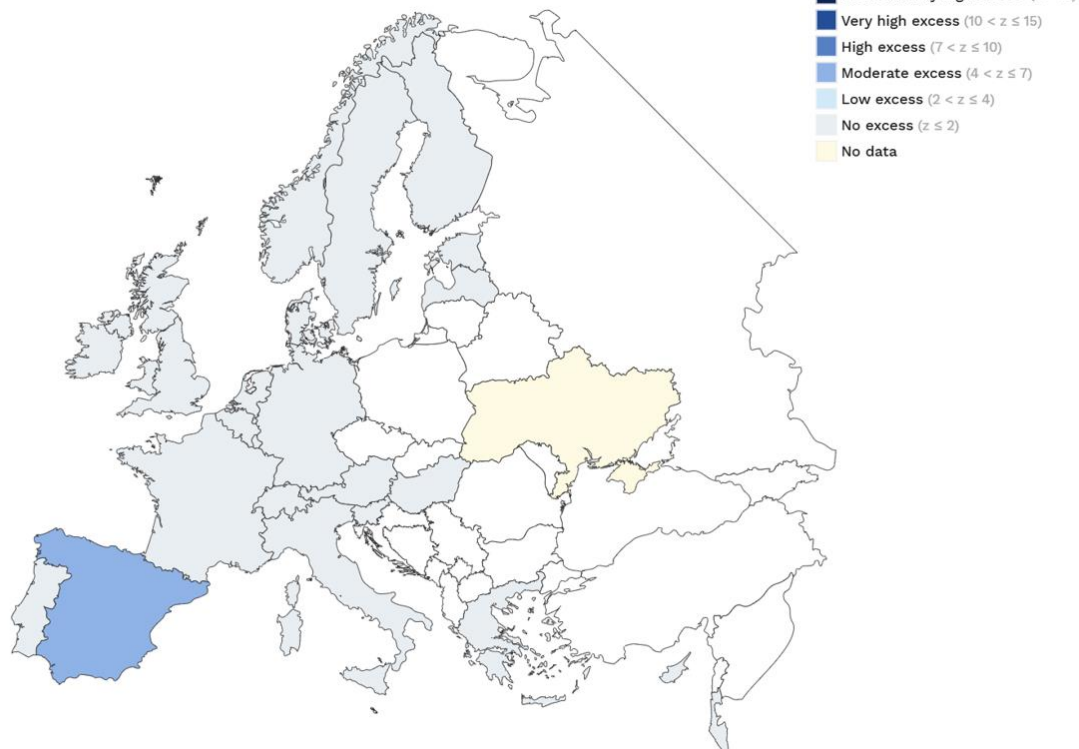 Very high excess (10 < z ≤ 15)
High excess (7 < z ≤ 10)
Moderate excess (4 < z ≤ 7)
Low excess (2 < z ≤ 4)
No excess (z ≤ 2)
No data